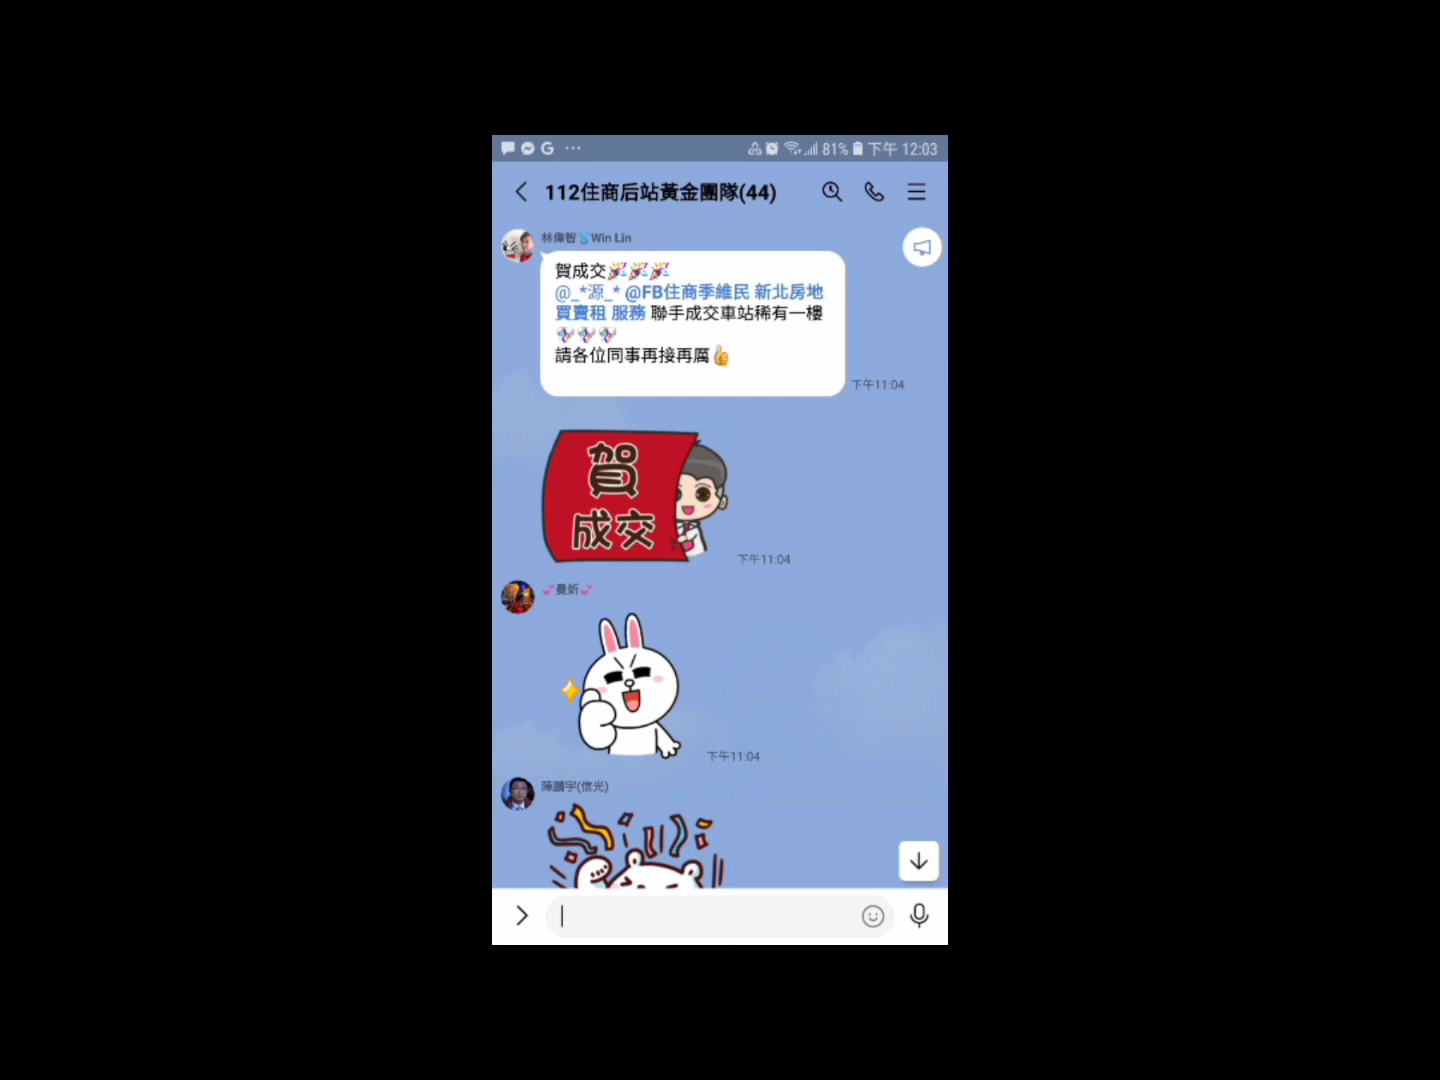 81% 下午 12:03
112住商后站黃金團隊(44)
林偉智Win Lin
賀成交🎉🎉🎉
@_*源_* @FB住商季維民 新北房地
買賣租 服務 聯手成交車站稀有一樓
請各位同事再接再厲👍
下午11:04
賀
成交
下午11:04
💞曼妡💞
下午11:04
陳鵬宇(信光)